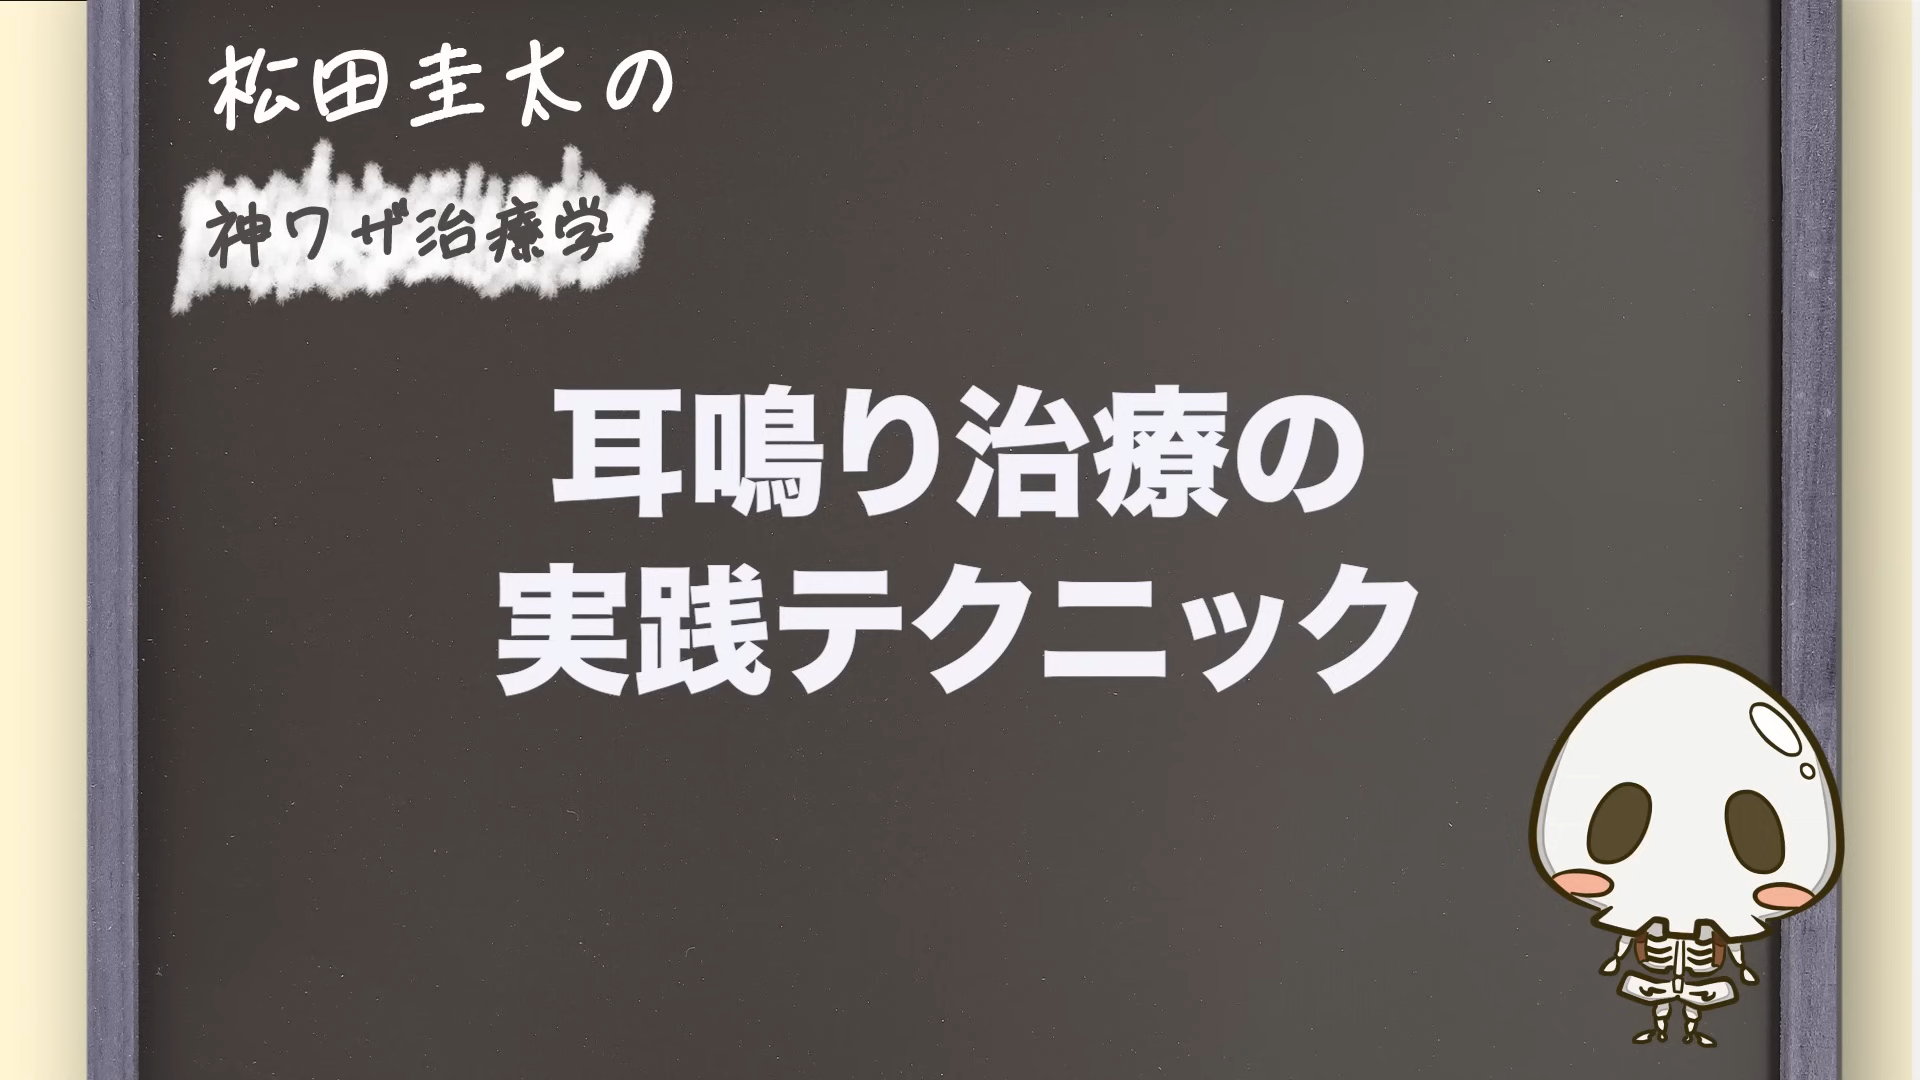 松田圭太の
神ワザ治療学
耳鳴り治療の
実践テクニック